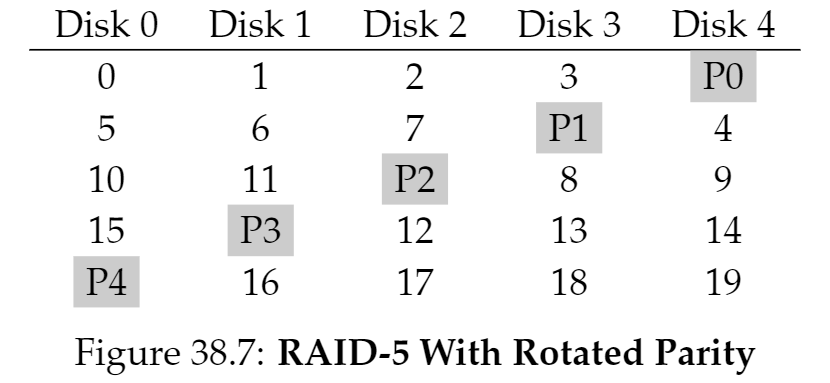 Disk 0 Disk 1 Disk 2 Disk 3 Disk 4
0 1 2 3 P0
5 6 7 P1 4
10 11 P2 8 9
15 P3 12 13 14
P4 16 17 18 19
Figure 38.7: RAID-5 With Rotated Parity